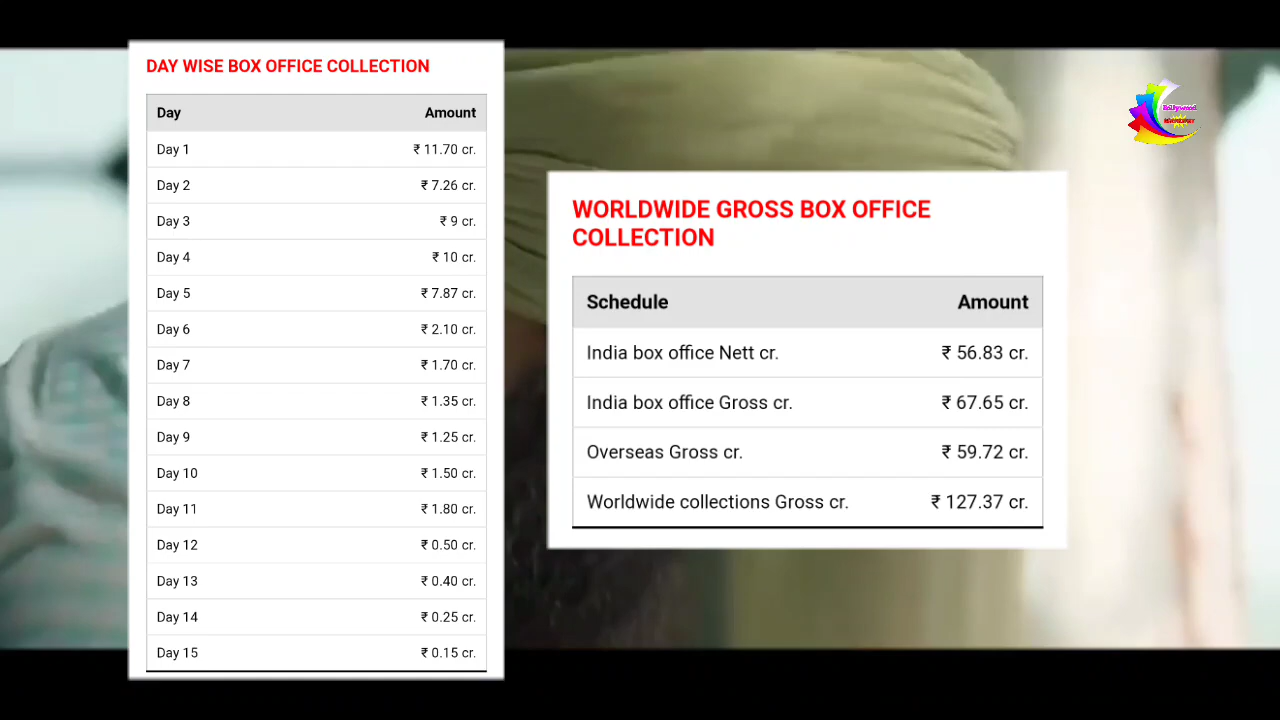 DAY WISE BOX OFFICE COLLECTION
Day Amount
Day 1 ₹ 11.70 cr.
Day 2 ₹ 7.26 cr.
Day 3 ₹ 9 cr.
Day 4 ₹ 10 cr.
Day 5 ₹ 7.87 cr.
Day 6 ₹ 2.10 cr.
Day 7 ₹ 1.70 cr.
Day 8 ₹ 1.35 cr.
Day 9 ₹ 1.25 cr.
Day 10 ₹ 1.50 cr.
Day 11 ₹ 1.80 cr.
Day 12 ₹ 0.50 cr.
Day 13 ₹ 0.40 cr.
Day 14 ₹ 0.25 cr.
Day 15 ₹ 0.15 cr.
WORLDWIDE GROSS BOX OFFICE
COLLECTION
Schedule Amount
India box office Nett cr. ₹ 56.83 cr.
India box office Gross cr. ₹ 67.65 cr.
Overseas Gross cr. ₹ 59.72 cr.
Worldwide collections Gross cr. ₹ 127.37 cr.